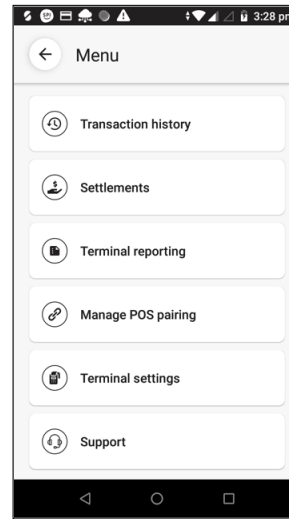 3:28 pm
Menu
Transaction history
Settlements
Terminal reporting
Manage POS pairing
Terminal settings
Support